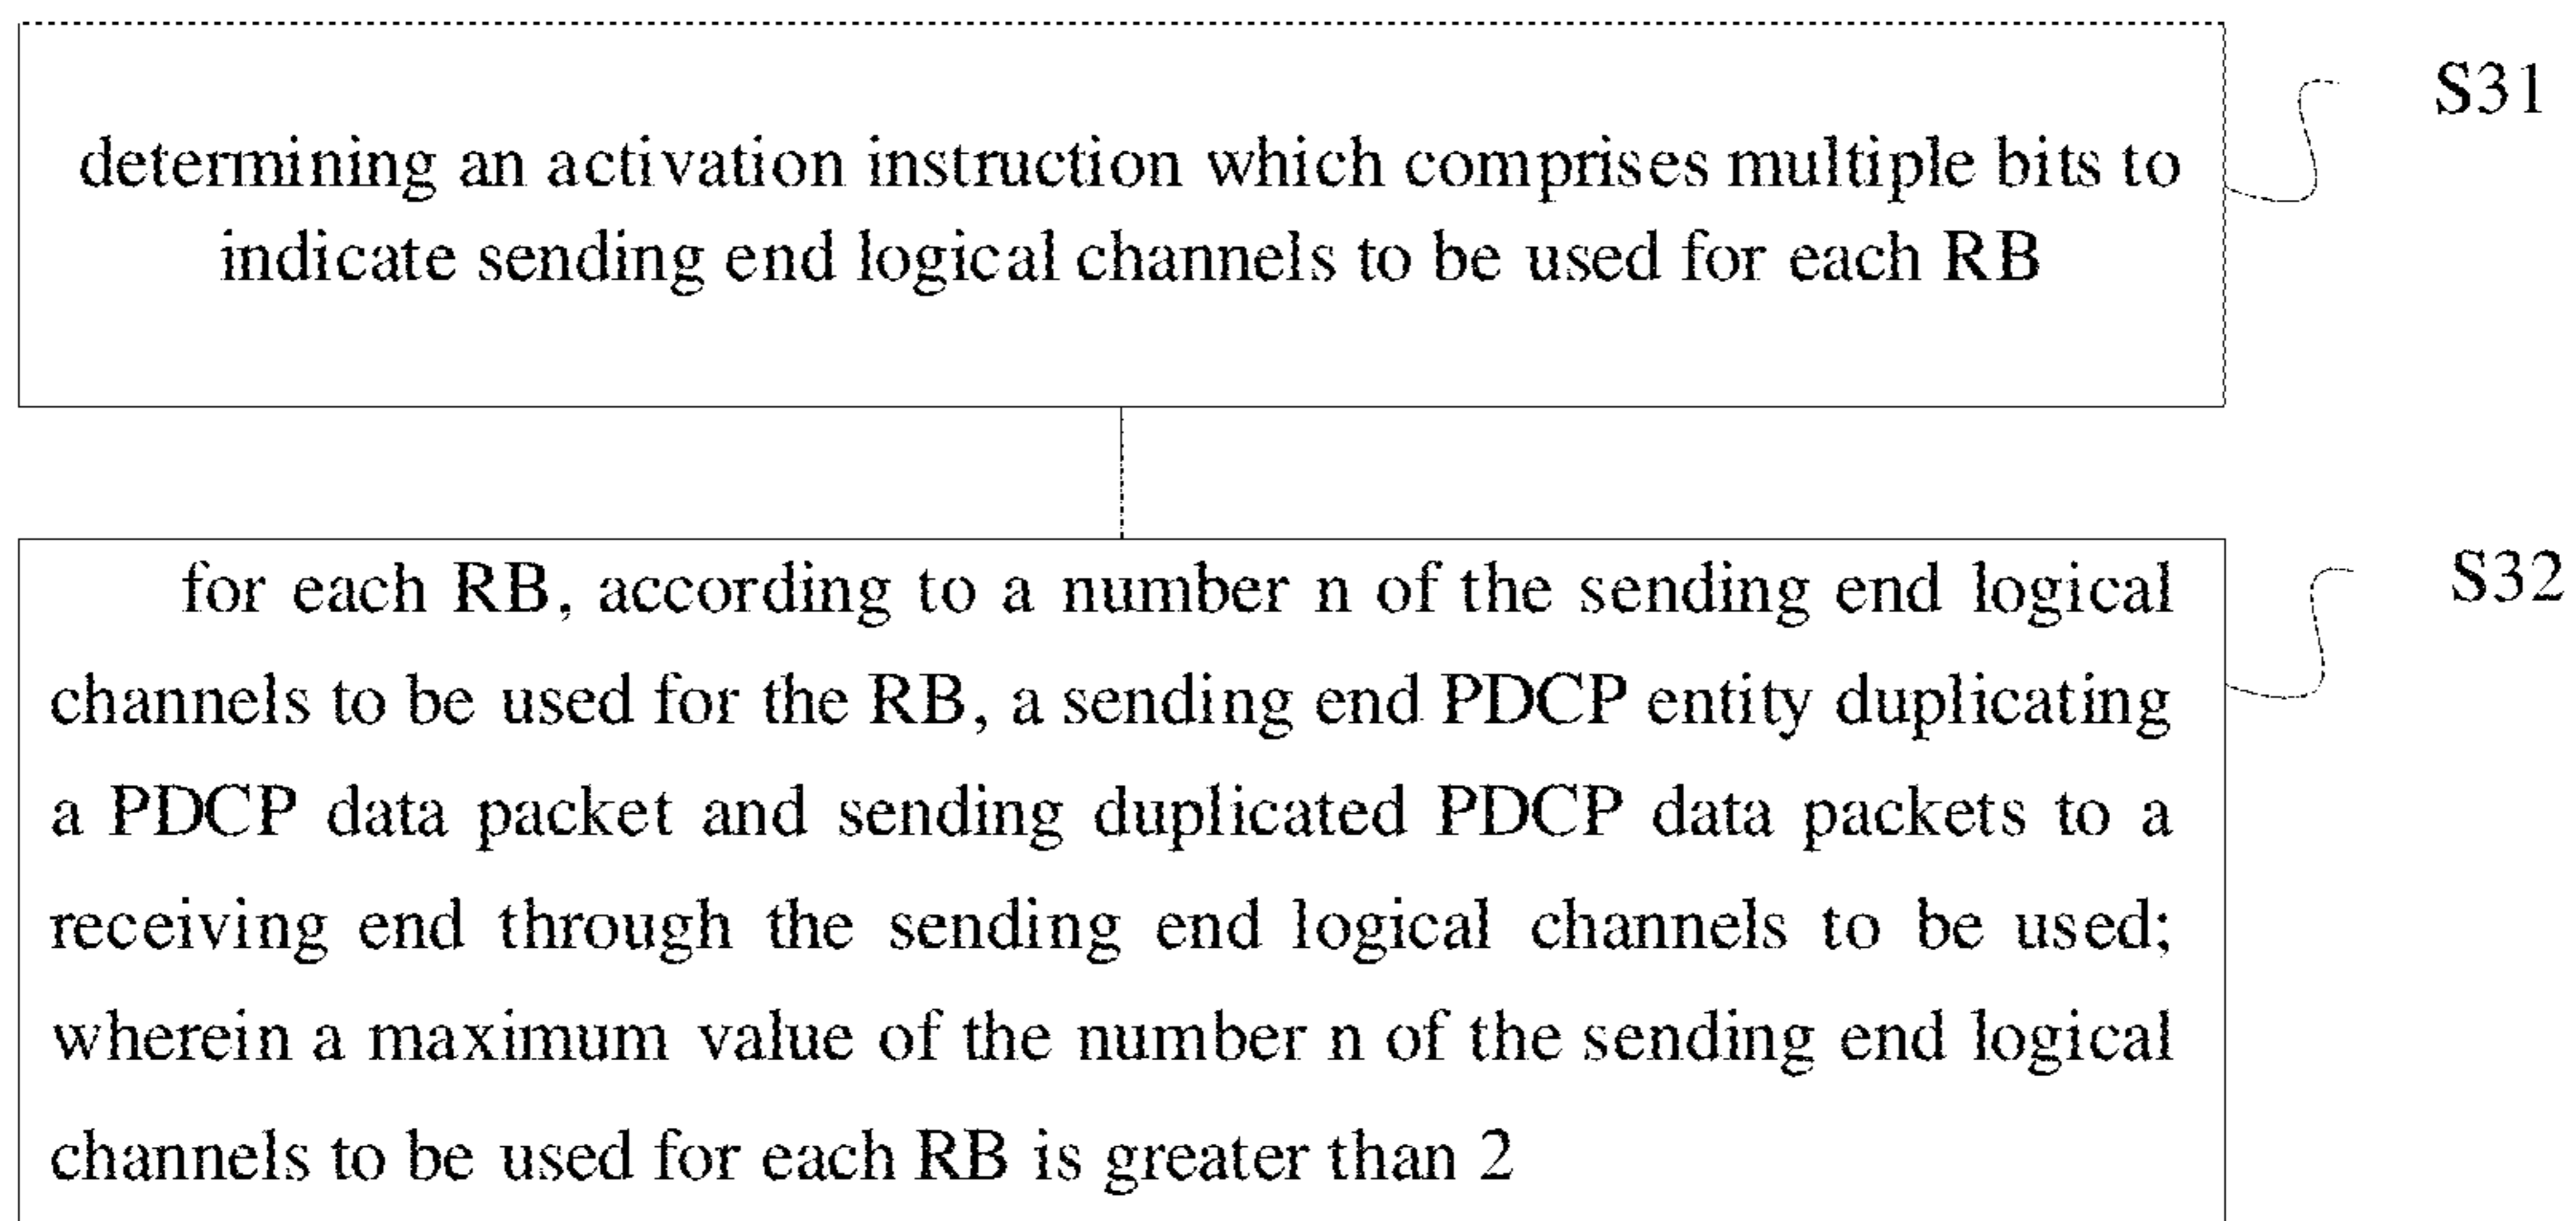 S31
determining an activation instruction which comprises multiple bits to
indicate sending end logical channels to be used for each RB
S32
for each RB, according to a number n of the sending end logical
channels to be used for the RB, a sending end PDCP entity duplicating
a PDCP data packet and sending duplicated PDCP data packets to a
receiving end through the sending end logical channels to be used;
wherein a maximum value of the number n of the sending end logical
channels to be used for each RB is greater than 2